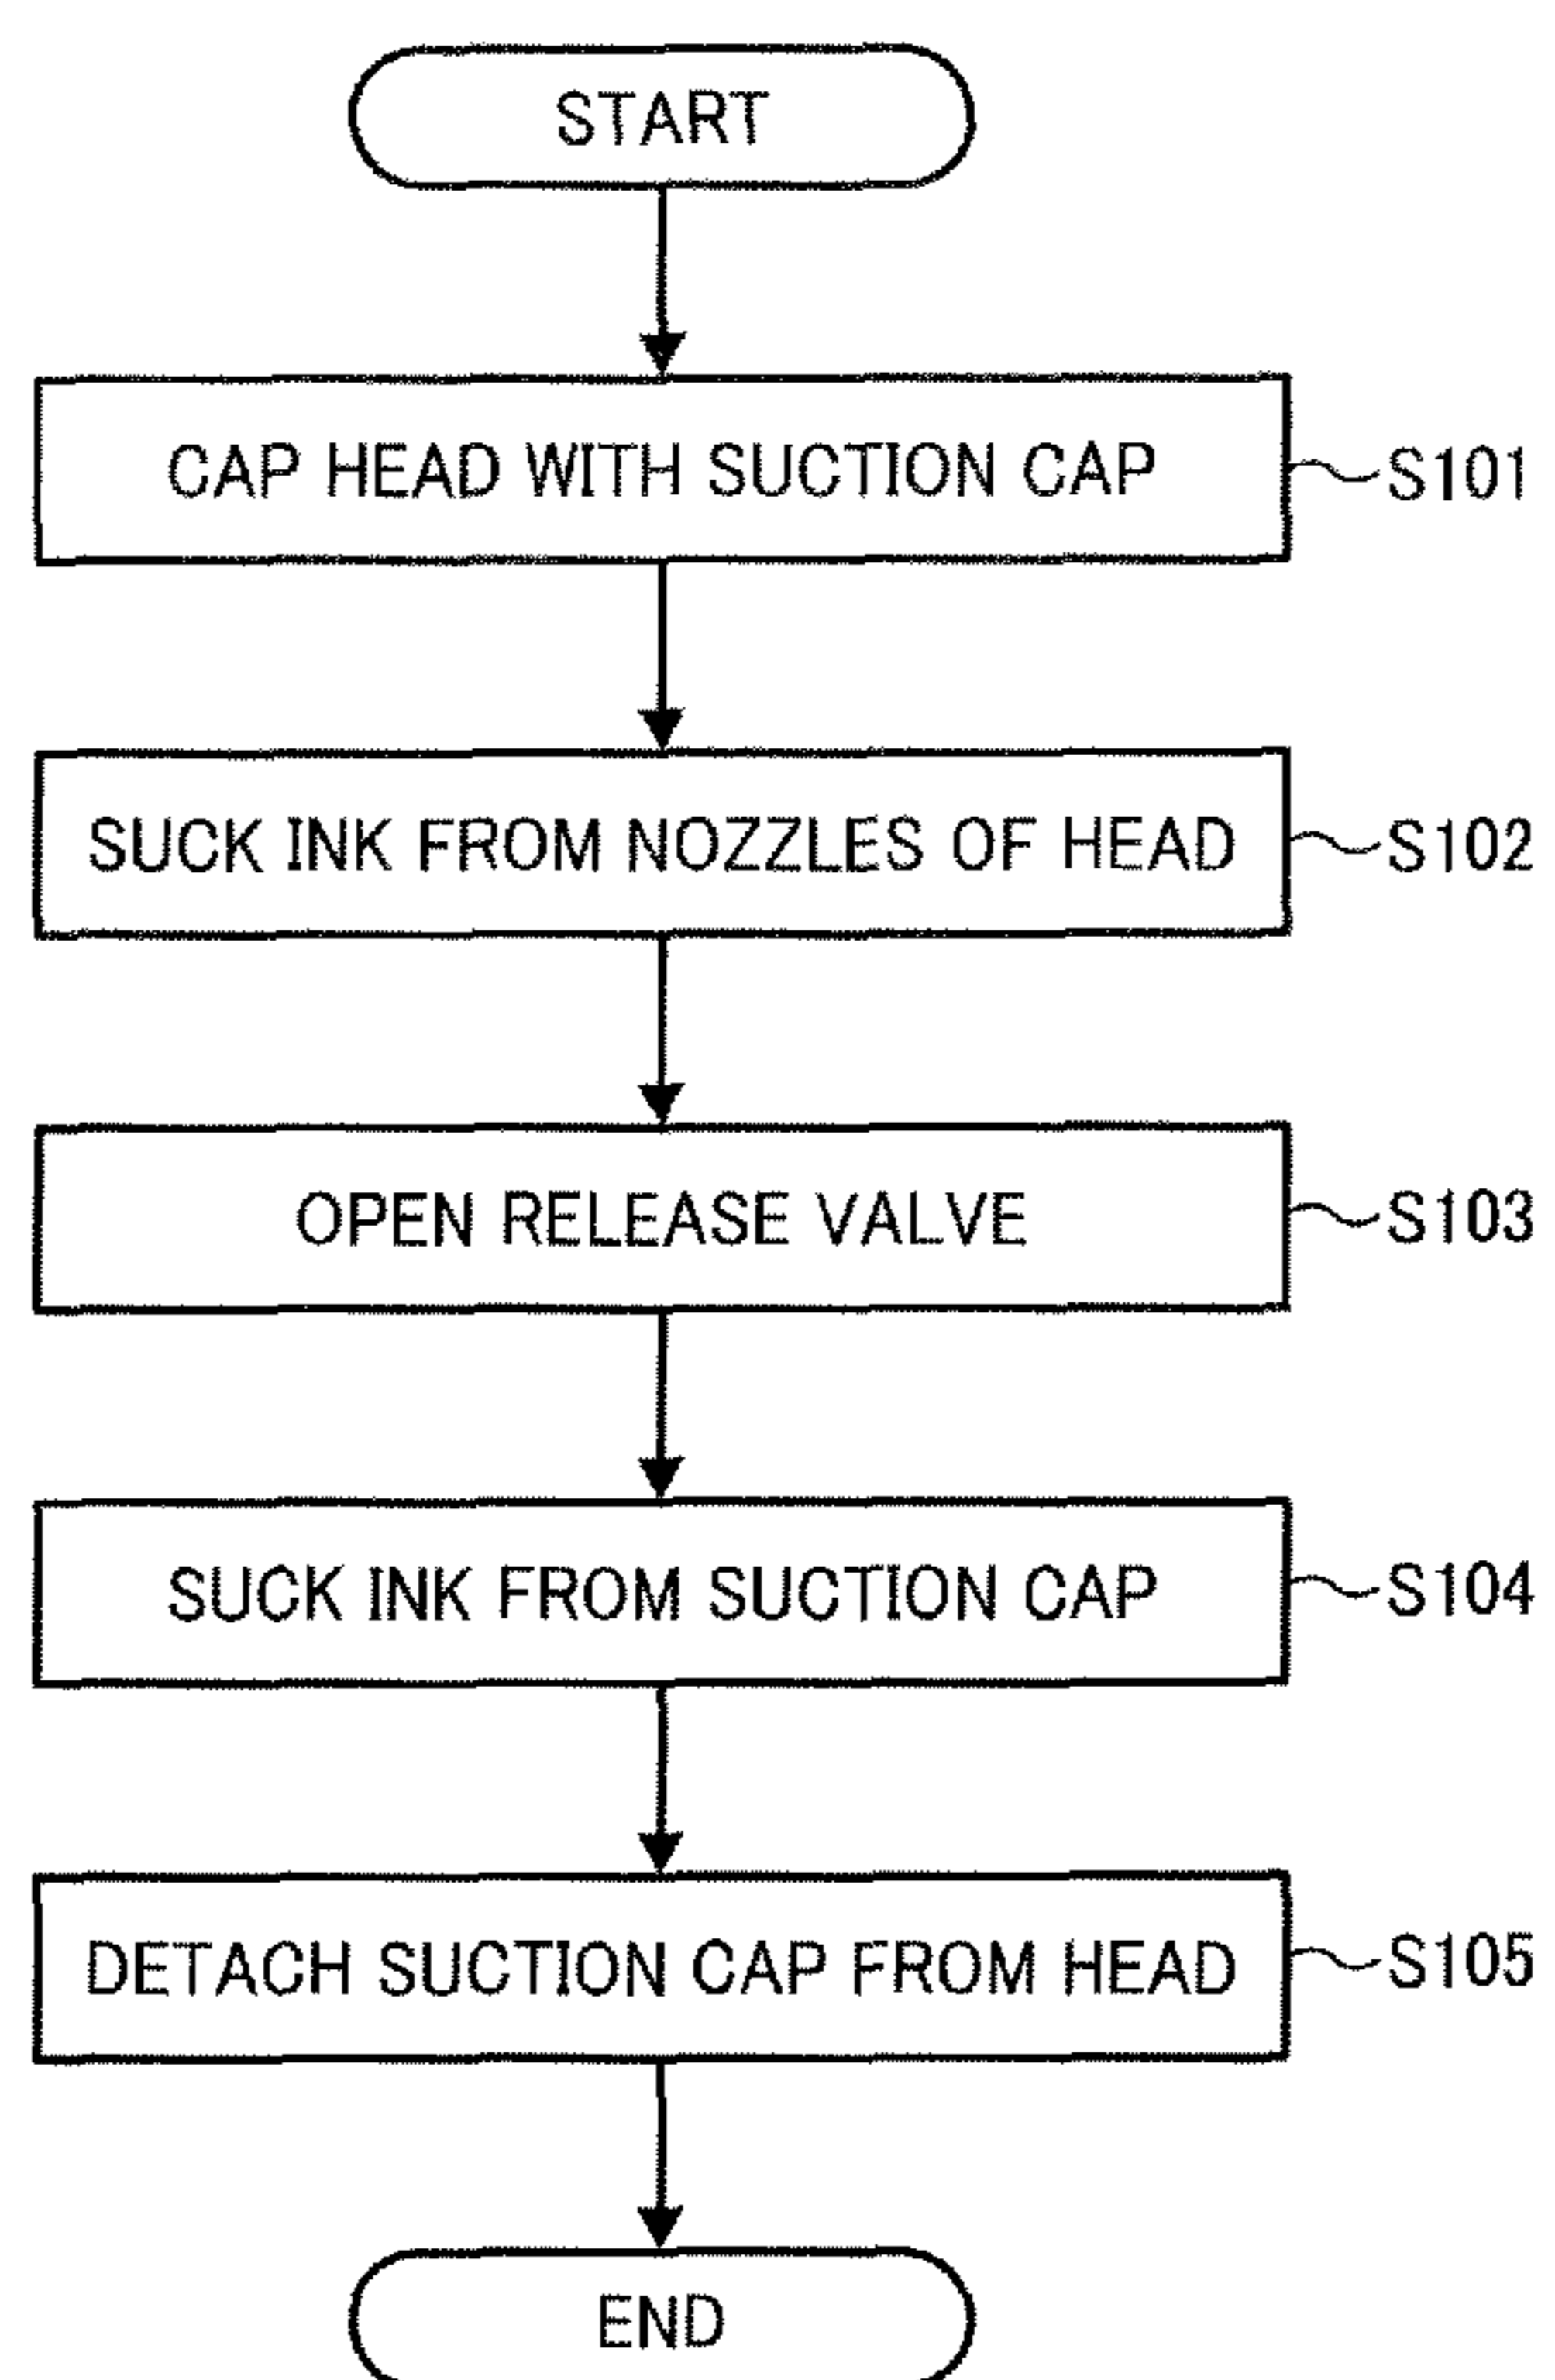 START
CAP HEAD WITH SUCTION CAP
S101
SUCK INK FROM NOZZLES OF HEAD
S102
OPEN RELEASE VALVE
S103
SUCK INK FROM SUCTION CAP
S104
DETACH SUCTION CAP FROM HEAD
S105
END